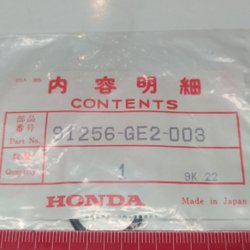 内容明細
CONTENTS
部品
番号
Part No.
91256-GE2-003
数量
Quantity
1
9K 22
HONDA
Made in Japan